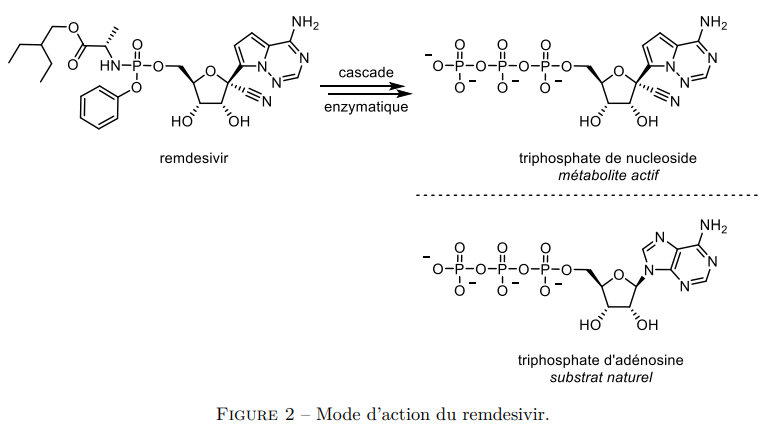 NH₂
O
O
O
HN
P
O
O
O
N
N
N
N
HO
OH
remdesivir
cascade
enzymatique
NH₂
O
O
O
−
O
P
O
P
O
P
O
O
N
N
N
O
−
O
−
O
−
N
HO
OH
triphosphate de nucleoside
métabolite actif
NH₂
O
O
O
N
−
O
P
O
P
O
P
O
O
N
N
N
O
−
O
−
O
−
HO
OH
triphosphate d'adénosine
substrat naturel
FIGURE 2 – Mode d'action du remdesivir.